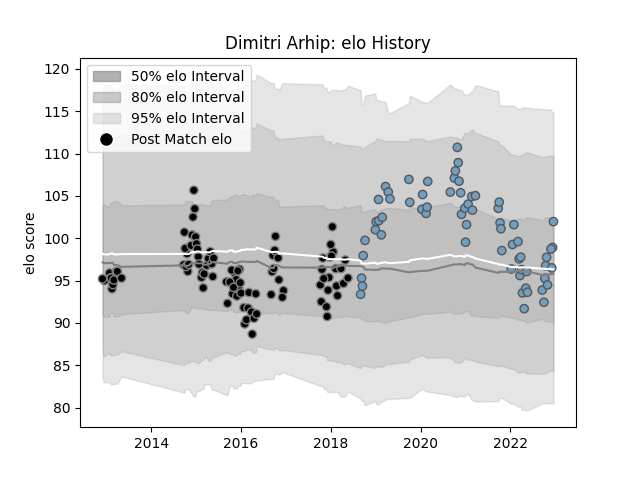 Dimitri Arhip: elo History
50% elo Interval
80% elo Interval
95% elo Interval
Post Match elo
elo score
120
115
110
105
100
95
90
85
80
2014
2016
2018
2020
2022